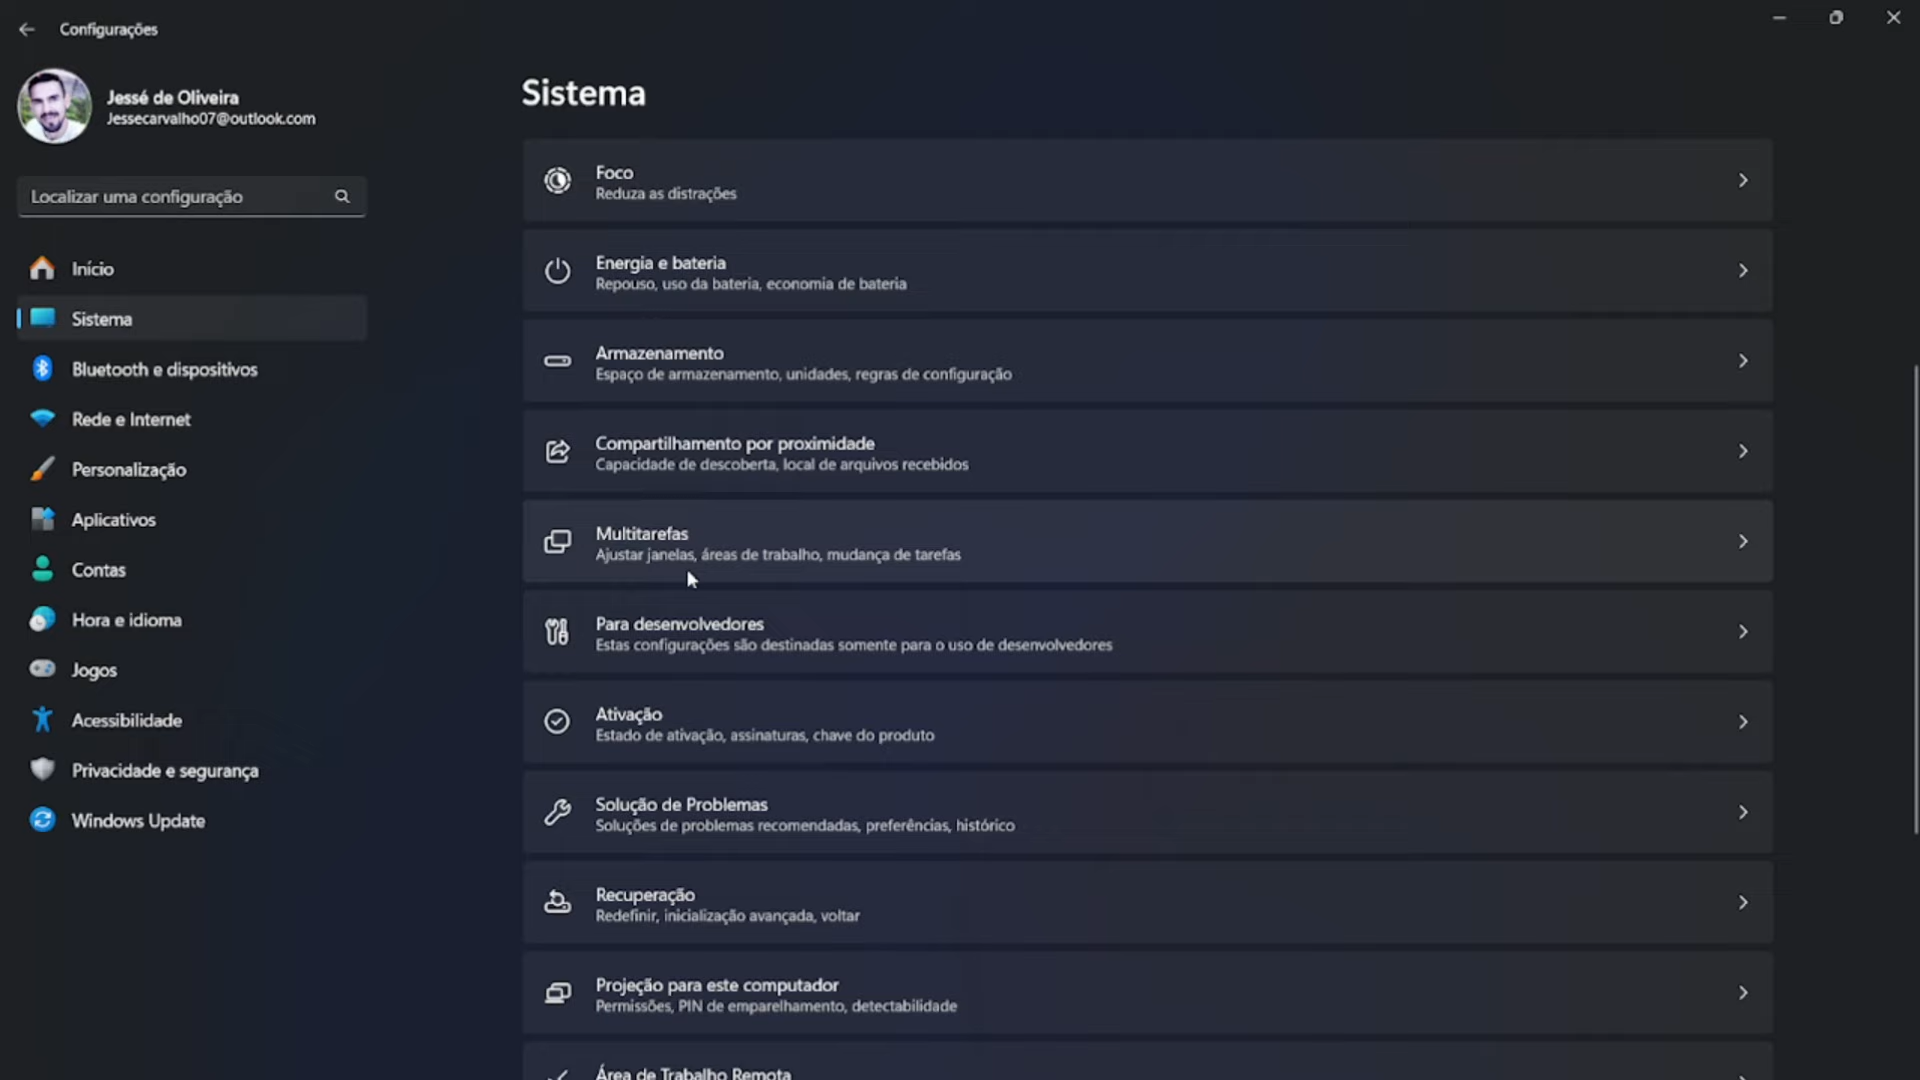 Configurações
Jessé de Oliveira
Jessecarvalho07@outlook.com
Localizar uma configuração
Início
Sistema
Bluetooth e dispositivos
Rede e Internet
Personalização
Aplicativos
Contas
Hora e idioma
Jogos
Acessibilidade
Privacidade e segurança
Windows Update
Sistema
Foco
Reduza as distrações
Energia e bateria
Repouso, uso da bateria, economia de bateria
Armazenamento
Espaço de armazenamento, unidades, regras de configuração
Compartilhamento por proximidade
Capacidade de descoberta, local de arquivos recebidos
Multitarefas
Ajustar janelas, áreas de trabalho, mudança de tarefas
Para desenvolvedores
Estas configurações são destinadas somente para o uso de desenvolvedores
Ativação
Estado de ativação, assinaturas, chave do produto
Solução de Problemas
Soluções de problemas recomendadas, preferências, histórico
Recuperação
Redefinir, inicialização avançada, voltar
Projeção para este computador
Permissões, PIN de emparelhamento, detectabilidade
Área de Trabalho Remota